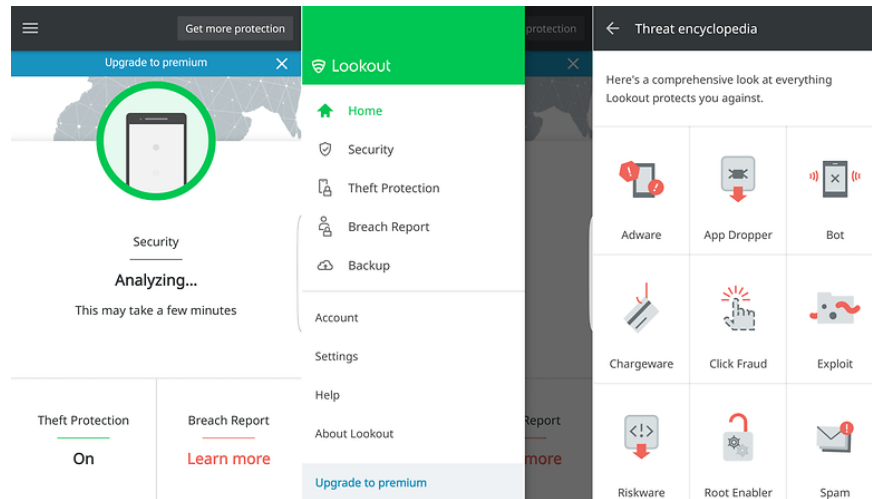 Get more protection
Upgrade to premium
Security
Analyzing...
This may take a few minutes
Theft Protection
On
Breach Report
Learn more
protection
Lookout
Home
Security
Theft Protection
Breach Report
Backup
Account
Settings
Help
About Lookout
Upgrade to premium
Report
more
Threat encyclopedia
Here's a comprehensive look at everything
Lookout protects you against.
Adware
App Dropper
Bot
Chargeware
Click Fraud
Exploit
Riskware
Root Enabler
Spam